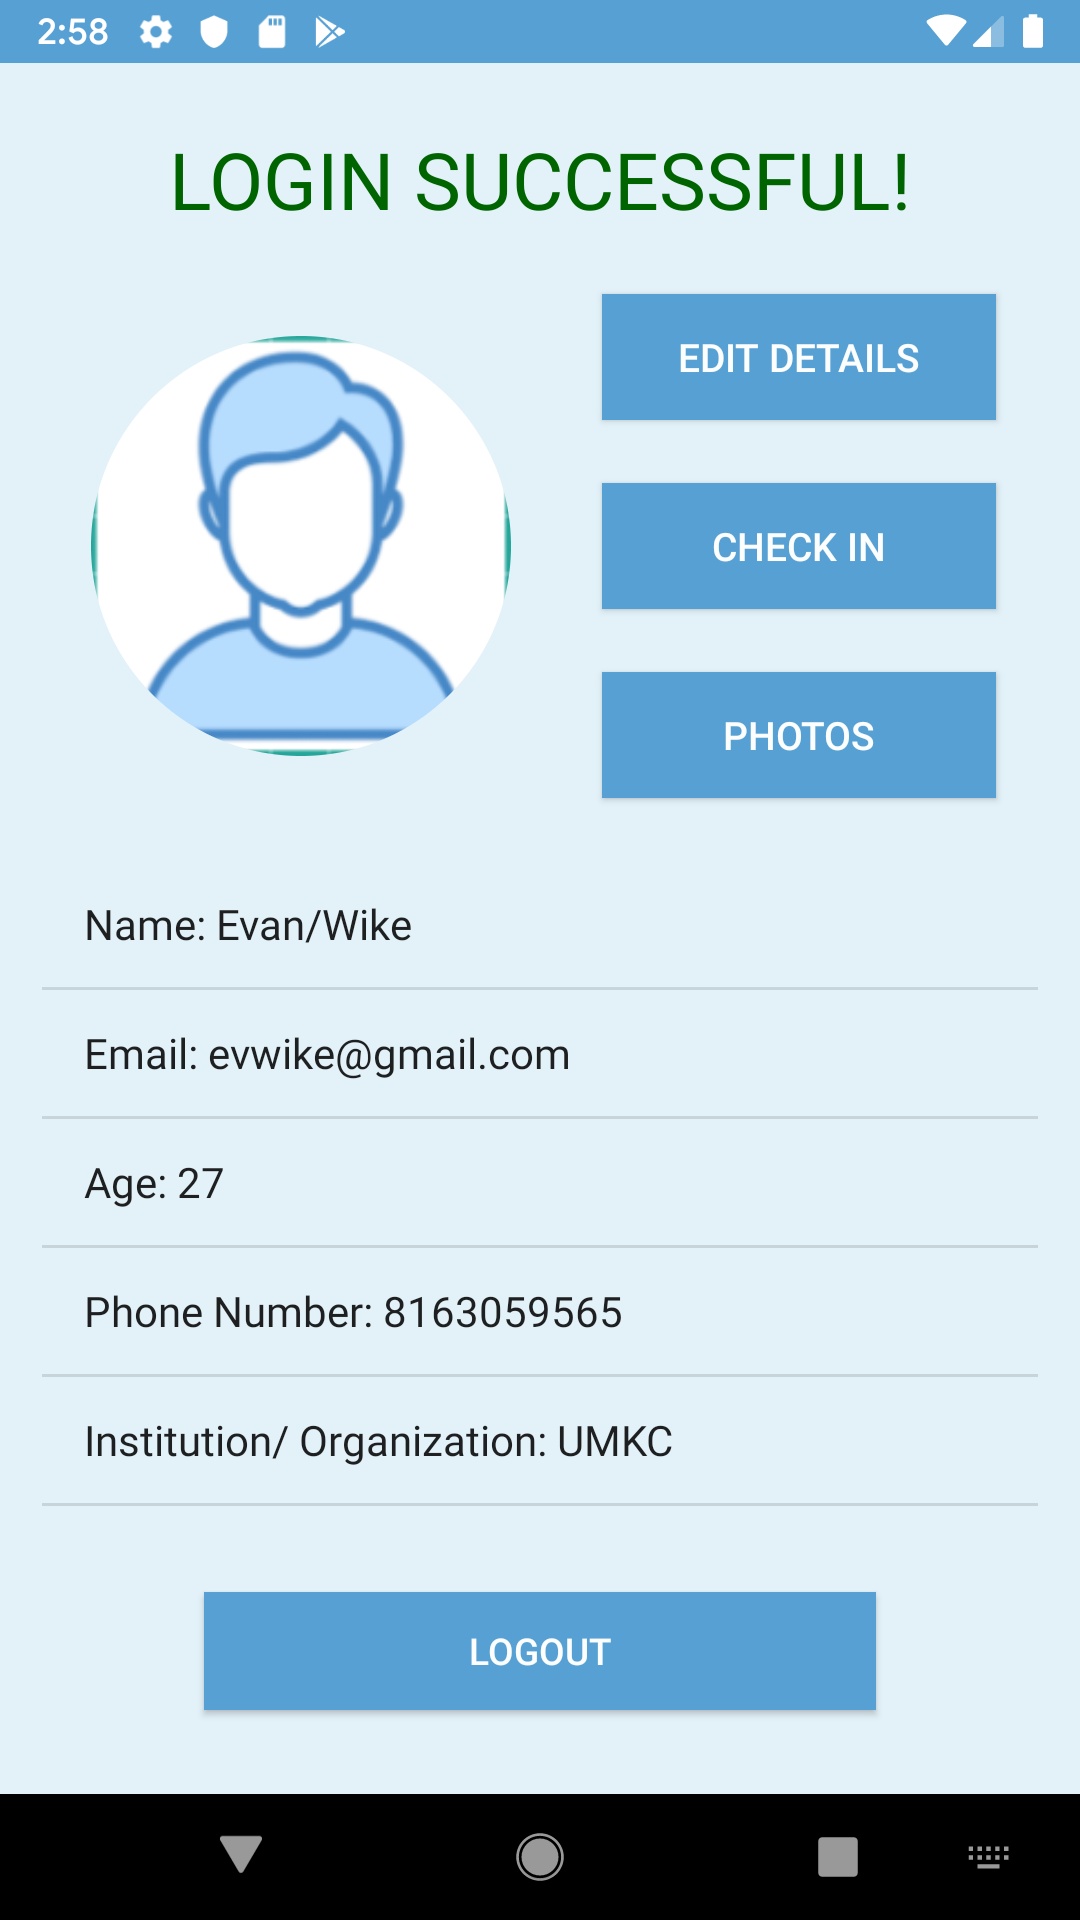 2:58
LOGIN SUCCESSFUL!
EDIT DETAILS
CHECK IN
PHOTOS
Name: Evan/Wike
Email: evwike@gmail.com
Age: 27
Phone Number: 8163059565
Institution/ Organization: UMKC
LOGOUT